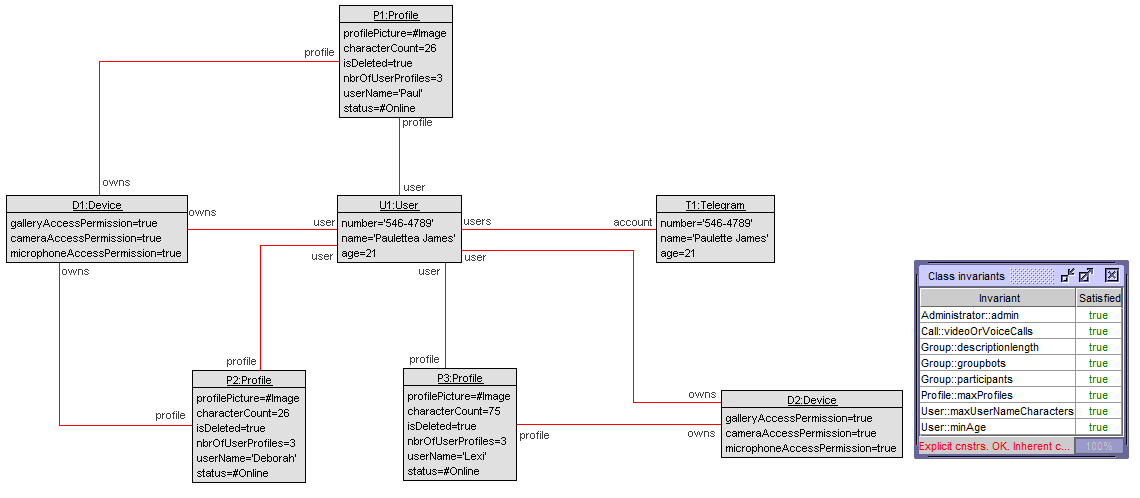 P1:Profile
profilePicture=#Image
characterCount=26
isDeleted=true
nbrOfUserProfiles=3
userName='Paul'
status=#Online
profile
profile
owns
user
D1:Device
galleryAccessPermission=true
cameraAccessPermission=true
microphoneAccessPermission=true
owns
user
U1:User
number='546-4789'
name='Paulettea James'
age=21
users
account
T1:Telegram
number='546-4789'
name='Paulette James'
age=21
owns
user
user
user
profile
profile
P2:Profile
profilePicture=#Image
characterCount=26
isDeleted=true
nbrOfUserProfiles=3
userName='Deborah'
status=#Online
profile
P3:Profile
profilePicture=#Image
characterCount=75
isDeleted=true
nbrOfUserProfiles=3
userName='Lexi'
status=#Online
profile
owns
owns
D2:Device
galleryAccessPermission=true
cameraAccessPermission=true
microphoneAccessPermission=true
Class invariants
Invariant Satisfied
Administrator::admin true
Call::videoOrVoiceCalls true
Group::descriptionlength true
Group::groupbots true
Group::participants true
Profile::maxProfiles true
User::maxUserNameCharacters true
User::minAge true
Explicit cnstrs. OK. Inherent c... 100%